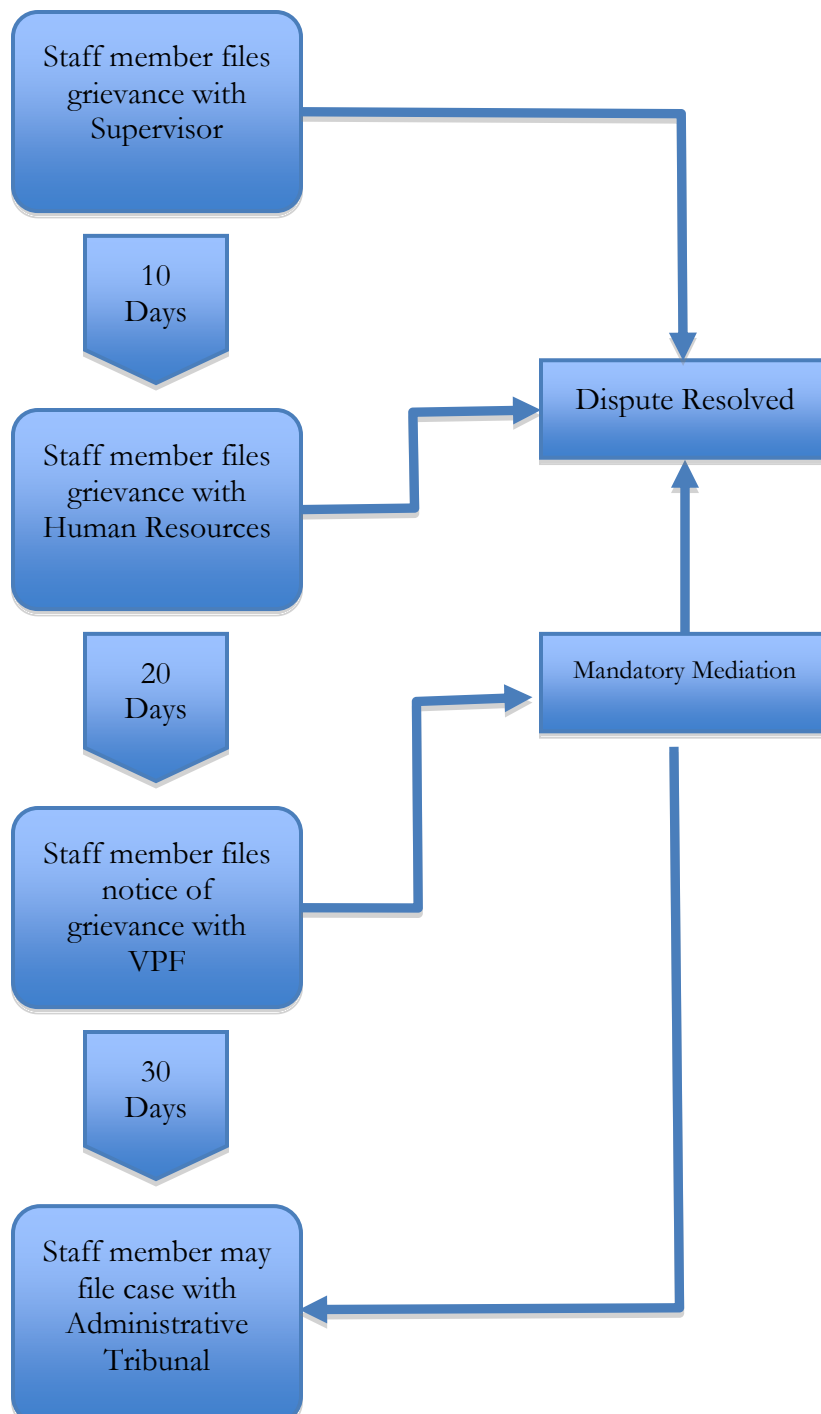 Staff member files
grievance with
Supervisor
10
Days
Dispute Resolved
Staff member files
grievance with
Human Resources
20
Days
Mandatory Mediation
Staff member files
notice of
grievance with
VPF
30
Days
Staff member may
file case with
Administrative
Tribunal